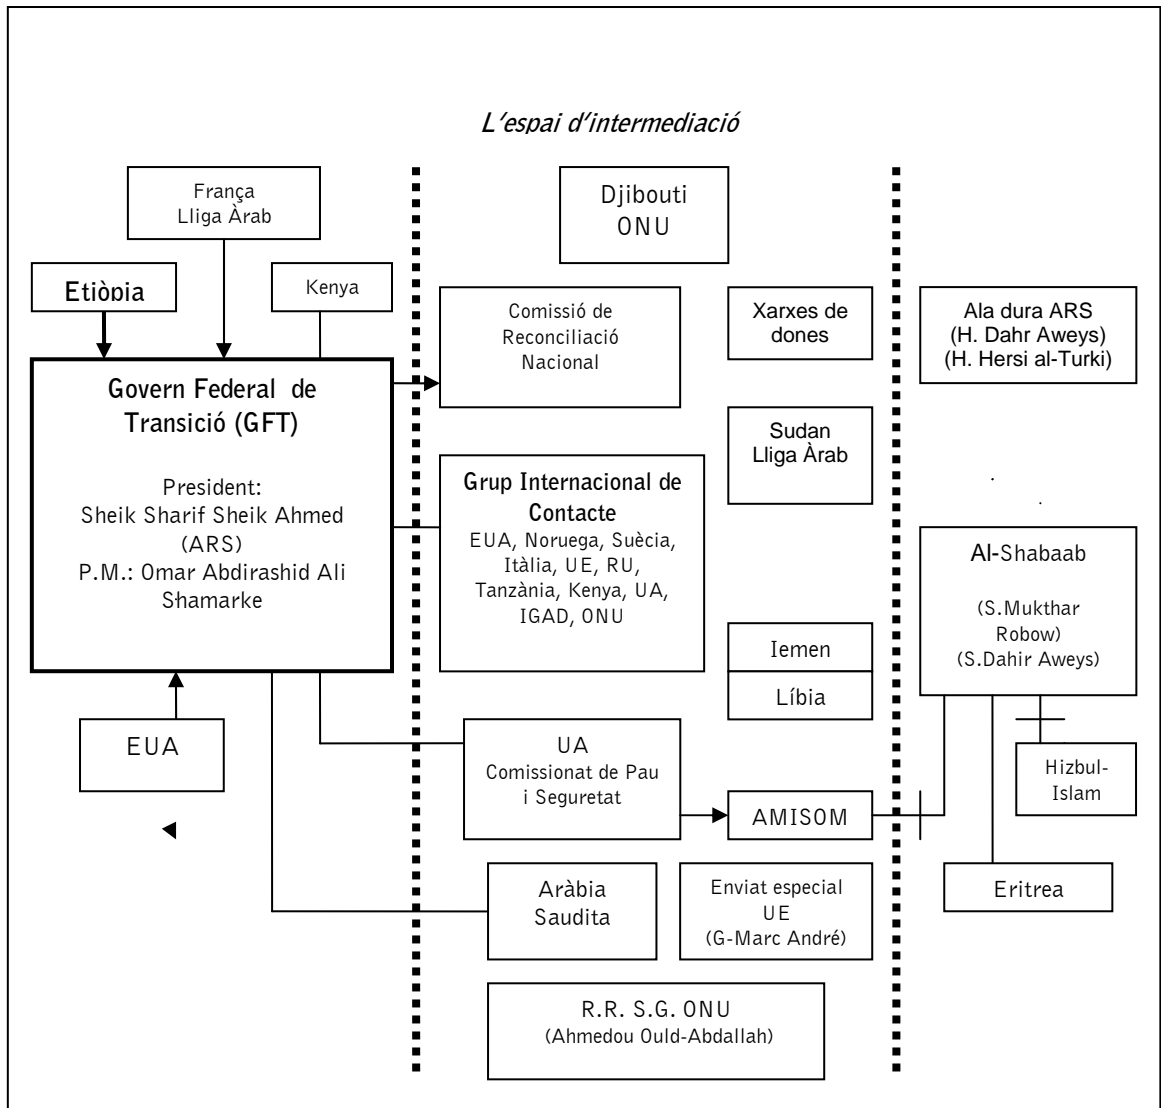 L'espai d'intermediació
França
Lliga Àrab
Etiòpia
Kenya
Govern Federal de
Transició (GFT)
President:
Sheik Sharif Sheik Ahmed
(ARS)
P.M.: Omar Abdirashid Ali
Shamarke
EUA
Djibouti
ONU
Comissió de
Reconciliació
Nacional
Xarxes de
dones
Sudan
Lliga Àrab
Grup Internacional de
Contacte
EUA, Noruega, Suècia,
Itàlia, UE, RU,
Tanzània, Kenya, UA,
IGAD, ONU
Iemen
Líbia
UA
Comissionat de Pau
i Seguretat
AMISOM
Aràbia
Saudita
Enviat especial
UE
(G-Marc André)
R.R. S.G. ONU
(Ahmedou Ould-Abdallah)
Ala dura ARS
(H. Dahr Aweys)
(H. Hersi al-Turki)
Al-Shabaab
(S.Mukthar
Robow)
(S.Dahir Aweys)
Hizbul-
Islam
Eritrea